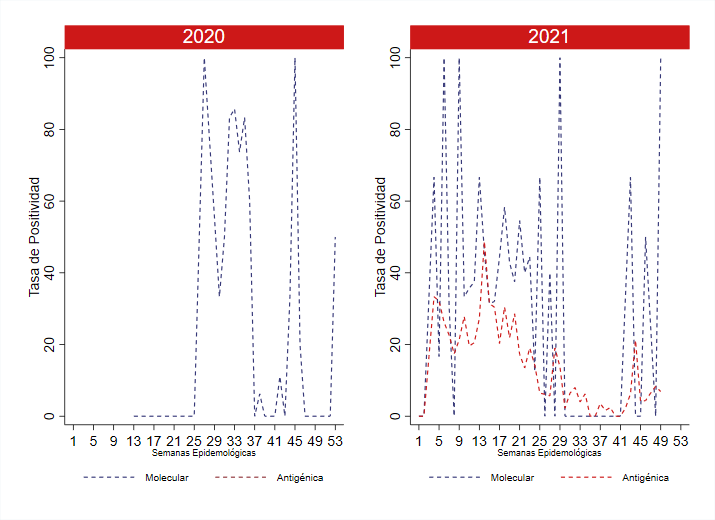 2020
Tasa de Positividad
100
80
60
40
20
0
1 5 9 13 17 21 25 29 33 37 41 45 49 53
Semanas Epidemológicas
Molecular Antigénica
2021
Tasa de Positividad
100
80
60
40
20
0
1 5 9 13 17 21 25 29 33 37 41 45 49 53
Semanas Epidemológicas
Molecular Antigénica